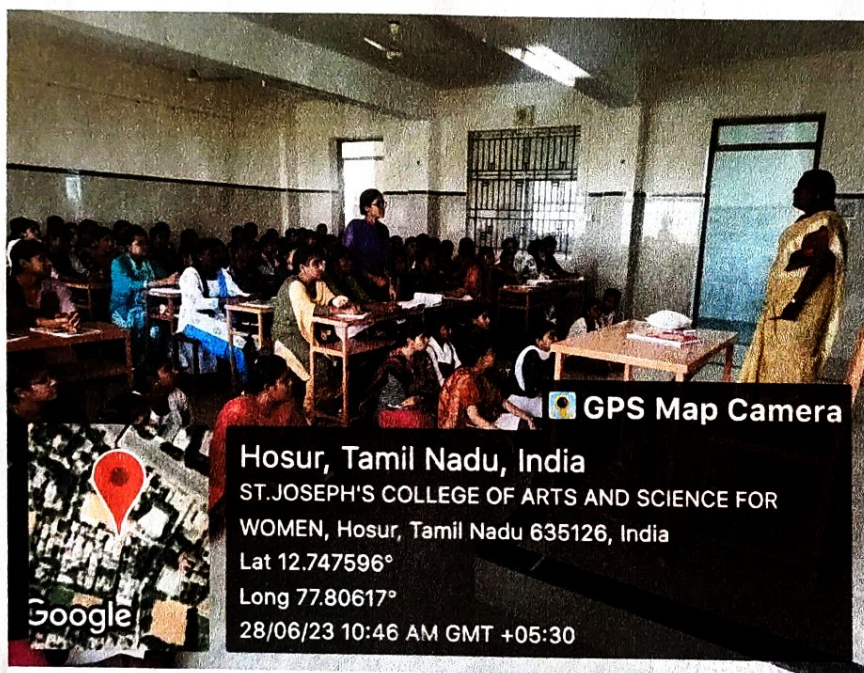 GPS Map Camera
Hosur, Tamil Nadu, India
ST.JOSEPH'S COLLEGE OF ARTS AND SCIENCE FOR
WOMEN, Hosur, Tamil Nadu 635126, India
Lat 12.747596°
Long 77.80617°
28/06/23 10:46 AM GMT +05:30
Google